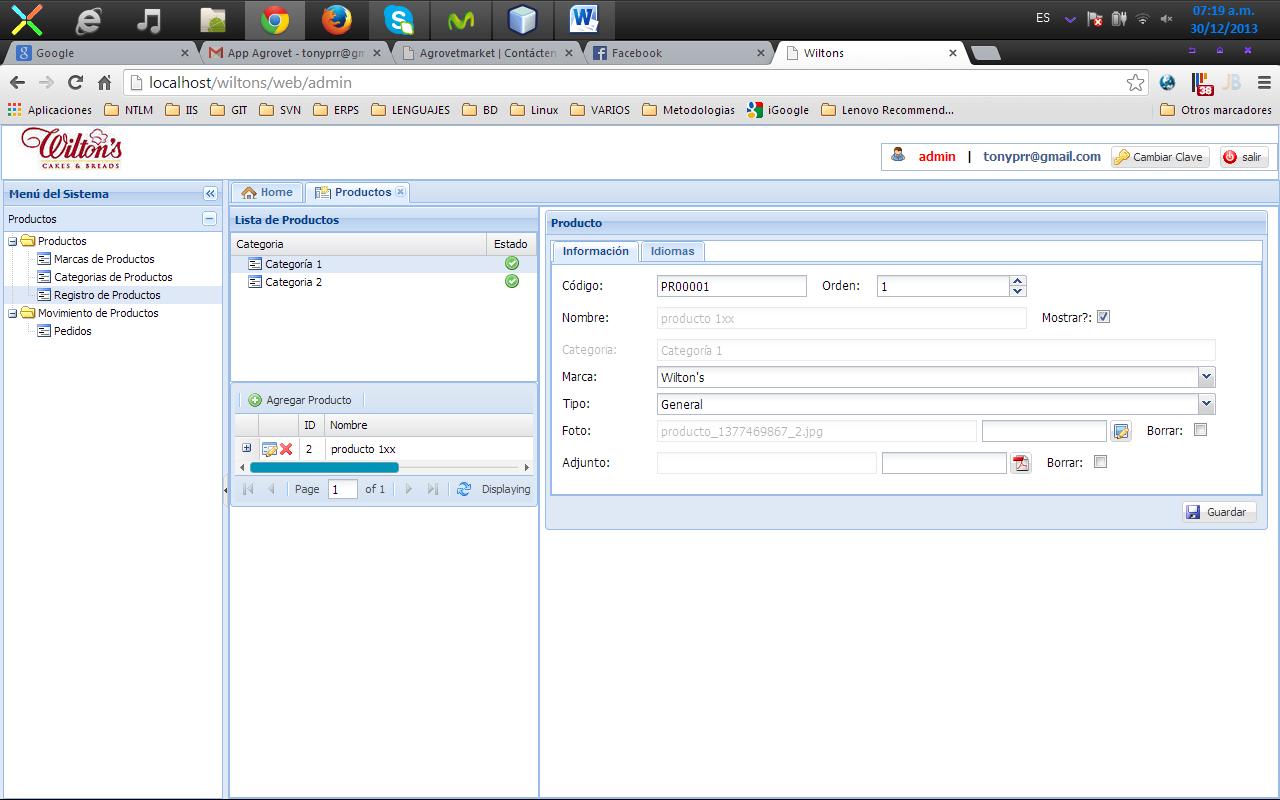 ES
07:19 a.m.
30/12/2013
Google
App Agrovet - tonyprr@gm
Agrovetmarket | Contácten
Facebook
Wiltons
localhost/wiltons/web/admin
38
JB
Aplicaciones NTLM IIS GIT SVN ERPS LENGUAJES BD Linux VARIOS Metodologias iGoogle Lenovo Recommend... Otros marcadores
Wilton's
CAKES & BREADS
admin | tonyprr@gmail.com Cambiar Clave salir
Menú del Sistema
Productos
Productos
Marcas de Productos
Categorias de Productos
Registro de Productos
Movimiento de Productos
Pedidos
Home Productos
Lista de Productos
Categoria Estado
Categoría 1
Categoria 2
Agregar Producto
ID Nombre
2 producto 1xx
Page 1 of 1 Displaying
Producto
Información Idiomas
Código: PR00001 Orden: 1
Nombre: producto 1xx Mostrar?:
Categoria: Categoría 1
Marca: Wilton's
Tipo: General
Foto: producto_1377469867_2.jpg Borrar:
Adjunto: Borrar:
Guardar